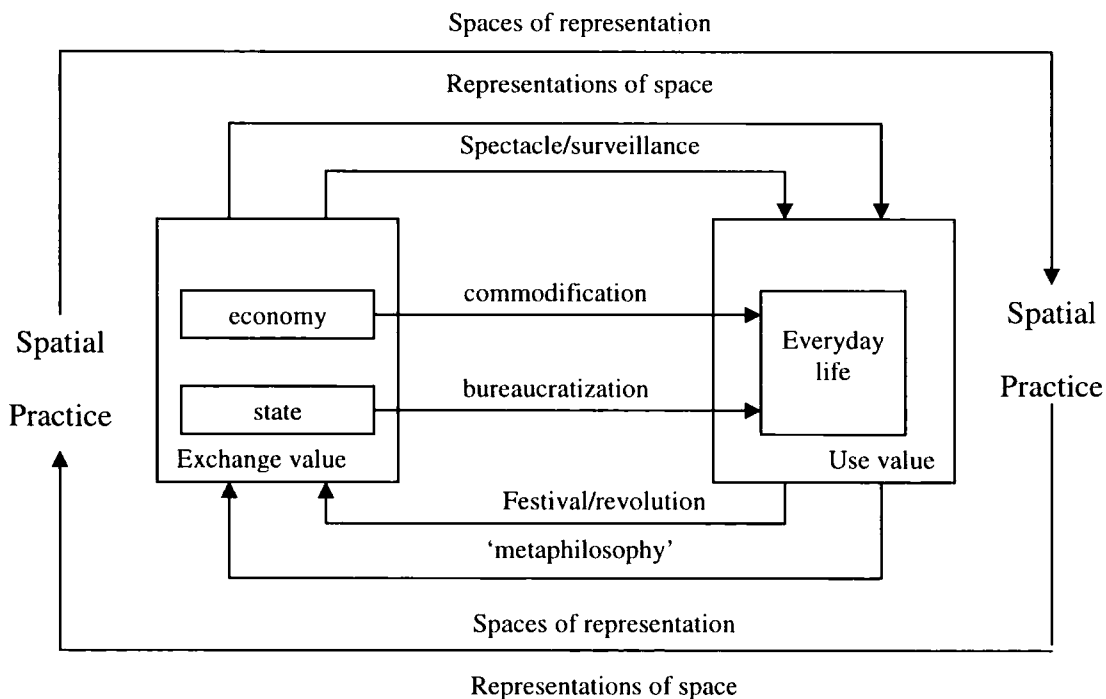 Spaces of representation
Representations of space
Spectacle/surveillance
commodification
economy
Everyday
life
Spatial
Practice
Spatial
Practice
bureaucratization
state
Exchange value
Use value
Festival/revolution
‘metaphilosophy’
Spaces of representation
Representations of space